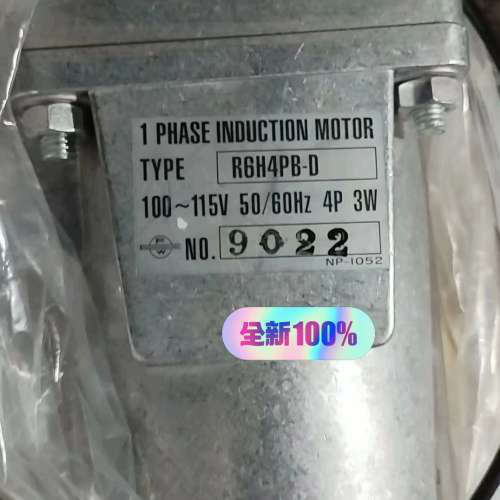 1 PHASE INDUCTION MOTOR
TYPE R6H4PB-D
100~115V 50/60Hz 4P 3W
NO. 9022
NP-1052
全新100%